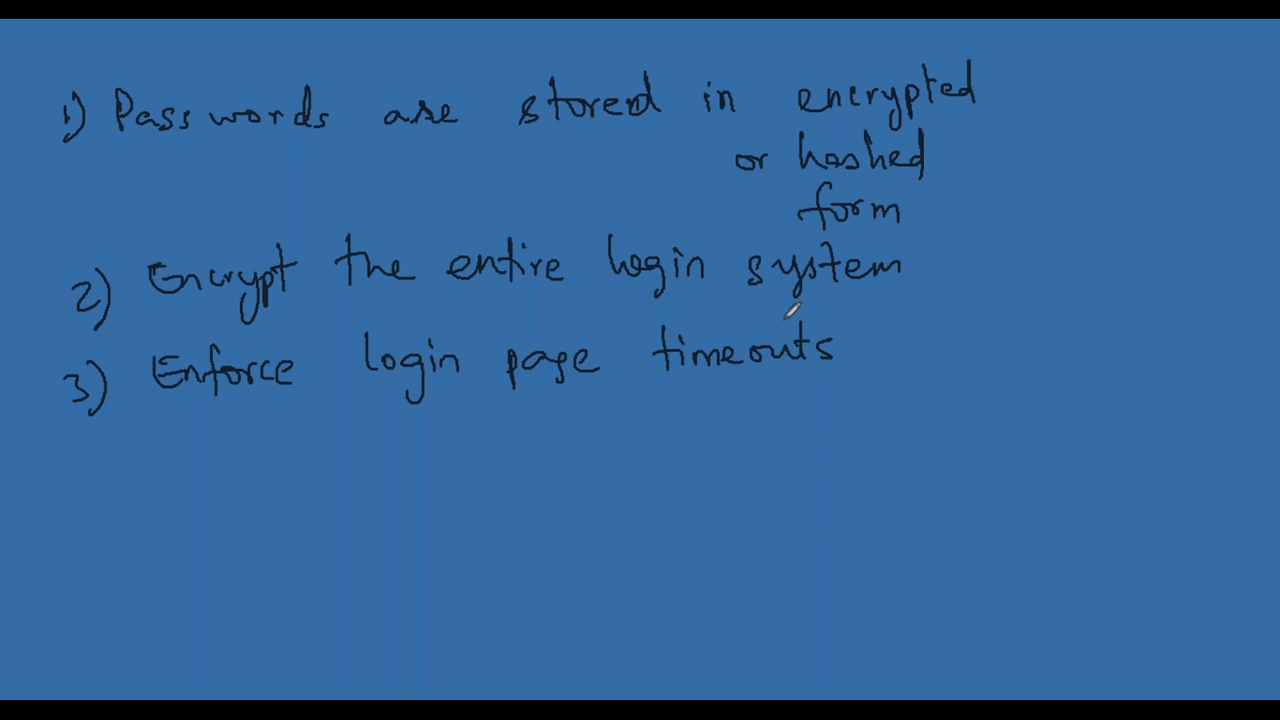 1) Passwords are stored in encrypted
or hashed
form
2) Encrypt the entire login system
3) Enforce login page timeouts